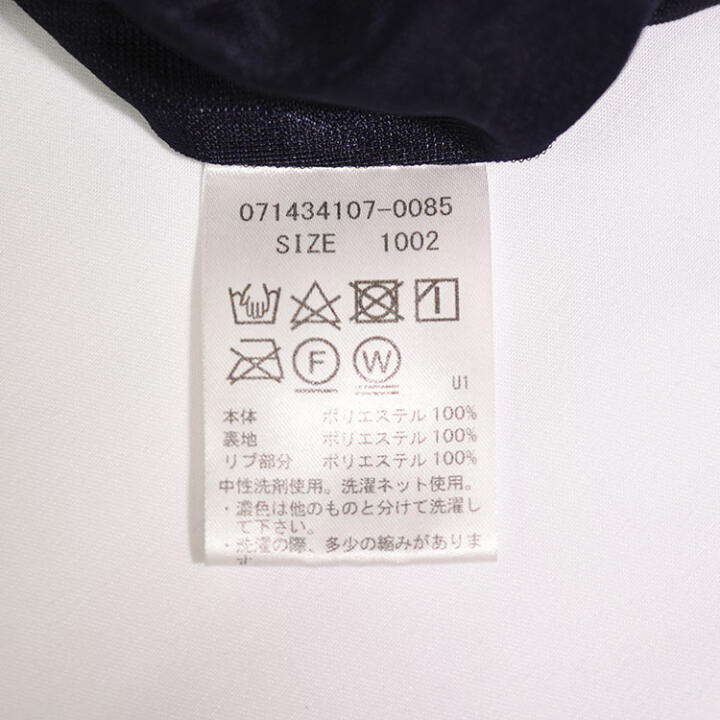 071434107-0085
SIZE 1002
F W
U1
本体 ポリエステル 100%
裏地 ポリエステル 100%
リブ部分 ポリエステル 100%
中性洗剤使用。洗濯ネット使用。
・濃色は他のものと分けて洗濯し
て下さい。
・洗濯の際、多少の縮みがありま
す